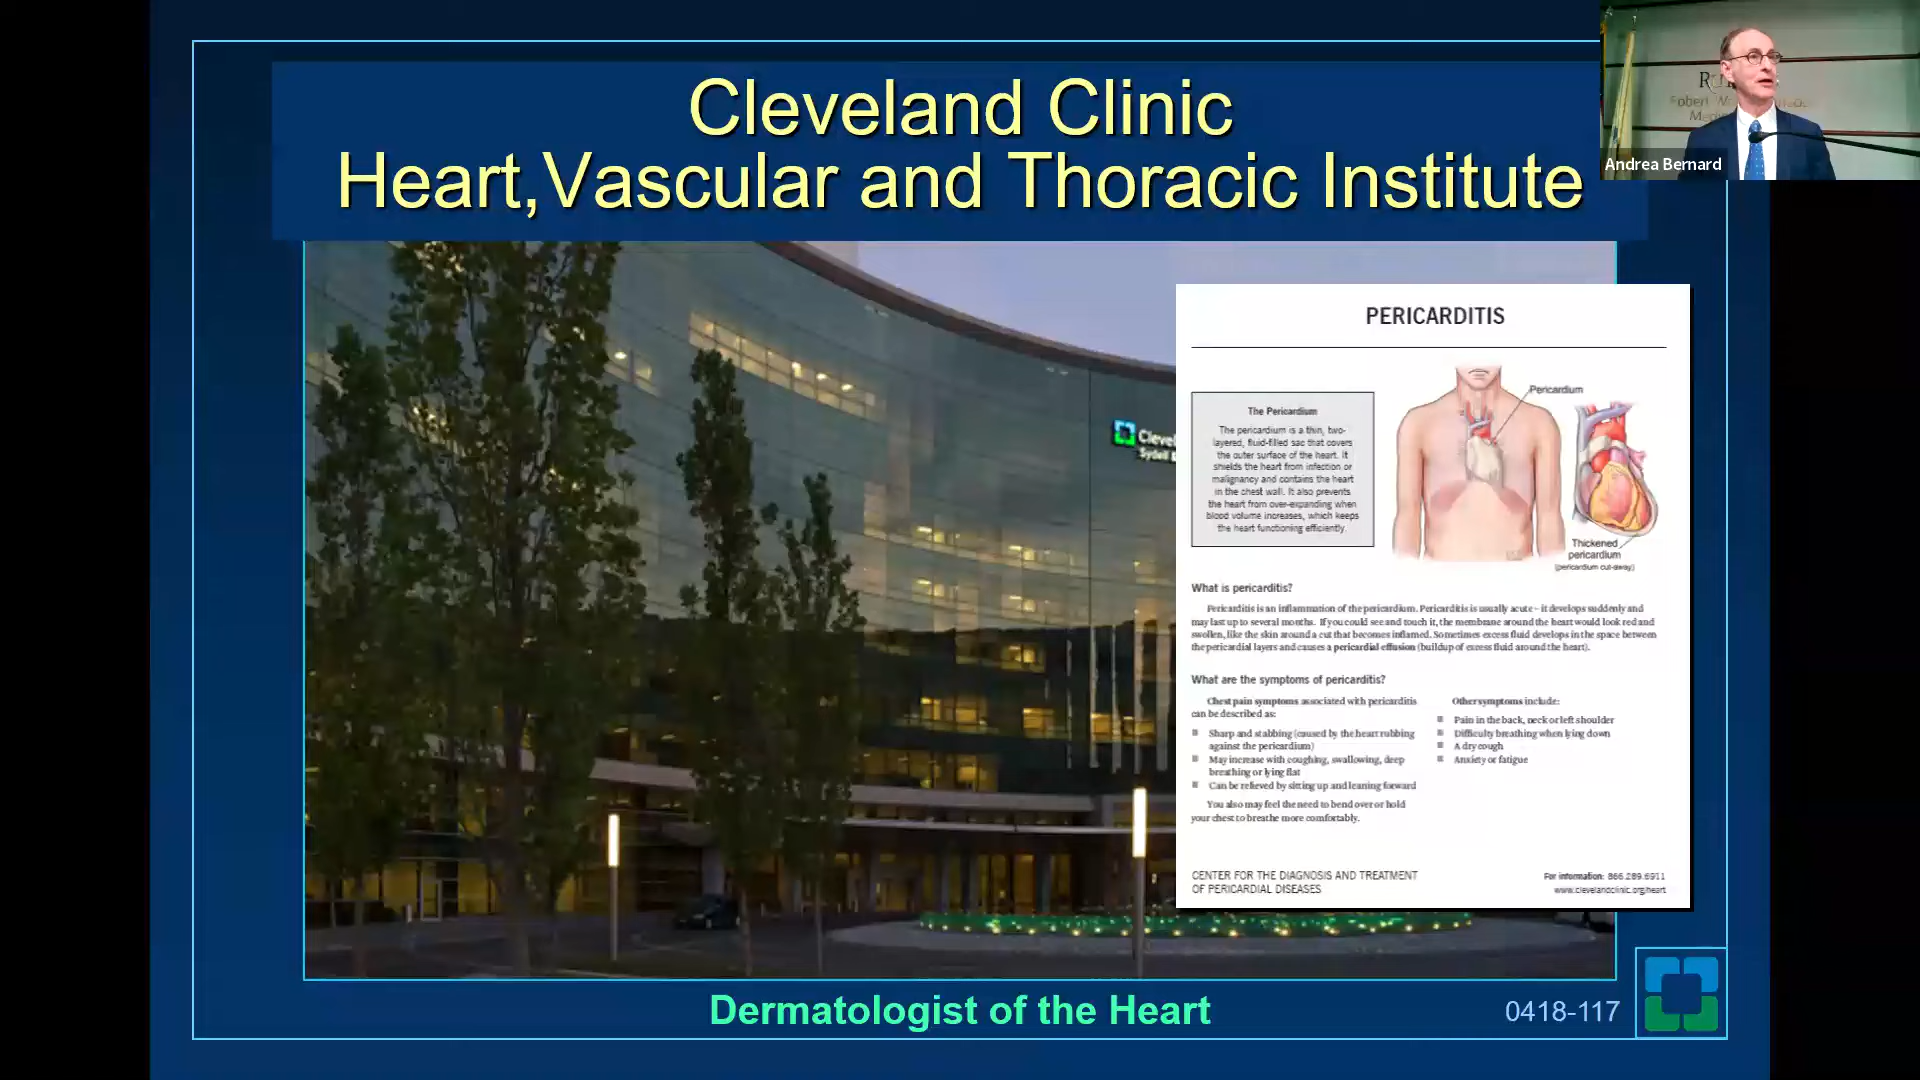 Cleveland Clinic
Heart,Vascular and Thoracic Institute
Andrea Bernard
PERICARDITIS
The Pericardium
The pericardium is a thin, two-
layered, fluid-filled sac that covers
the outer surface of the heart. It
shields the heart from infection or
malignancy and contains the heart
in the chest wall. It also prevents
the heart from over-expanding when
blood volume increases, which keeps
the heart functioning efficiently.
Pericardium
Thickened
pericardium
(pericardium cut-away)
What is pericarditis?
Pericarditis is an inflammation of the pericardium. Pericarditis is usually acute – it develops suddenly and
may last up to several months. If you could see and touch it, the membrane around the heart would look red and
swollen, like the skin around a cut that becomes inflamed. Sometimes excess fluid develops in the space between
the pericardial layers and causes a pericardial effusion (buildup of excess fluid around the heart).
What are the symptoms of pericarditis?
Chest pain symptoms associated with pericarditis
can be described as:
Sharp and stabbing (caused by the heart rubbing
against the pericardium)
May increase with coughing, swallowing, deep
breathing or lying flat
Can be relieved by sitting up and leaning forward
You also may feel the need to bend over or hold
your chest to breathe more comfortably.
Other symptoms include:
Pain in the back, neck or left shoulder
Difficulty breathing when lying down
A dry cough
Anxiety or fatigue
CENTER FOR THE DIAGNOSIS AND TREATMENT
OF PERICARDIAL DISEASES
For information: 866.289.6911
www.clevelandclinic.org/heart
Dermatologist of the Heart
0418-117